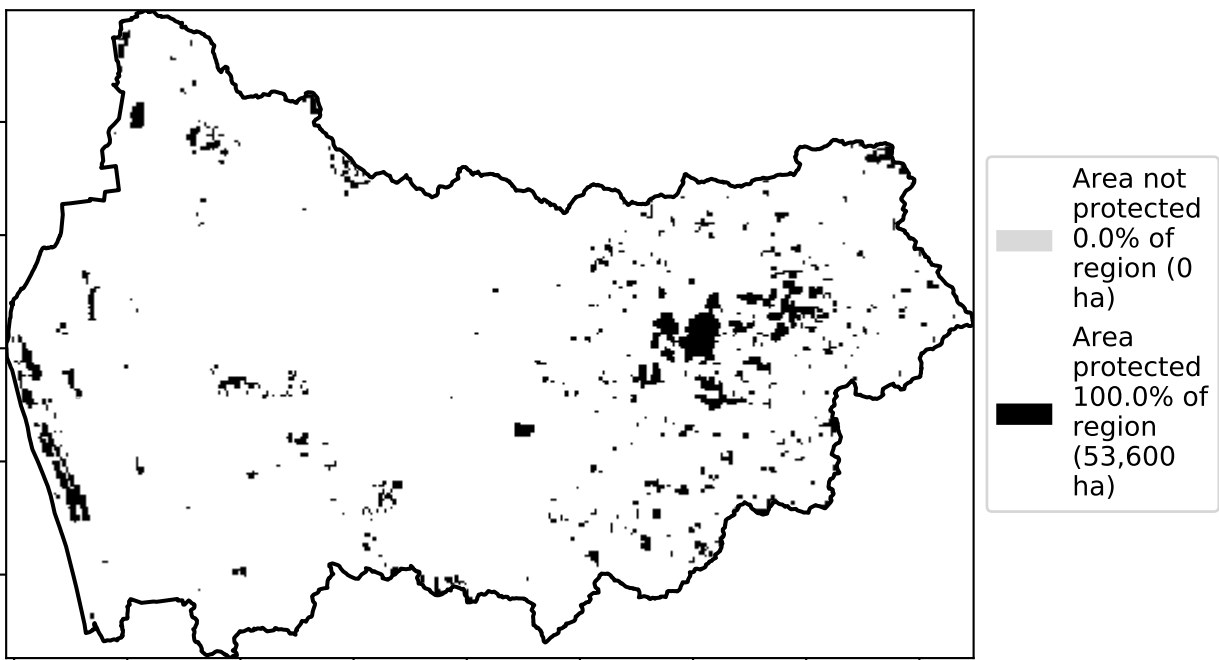 Area not
protected
0.0% of
region (0
ha)
Area
protected
100.0% of
region
(53,600
ha)